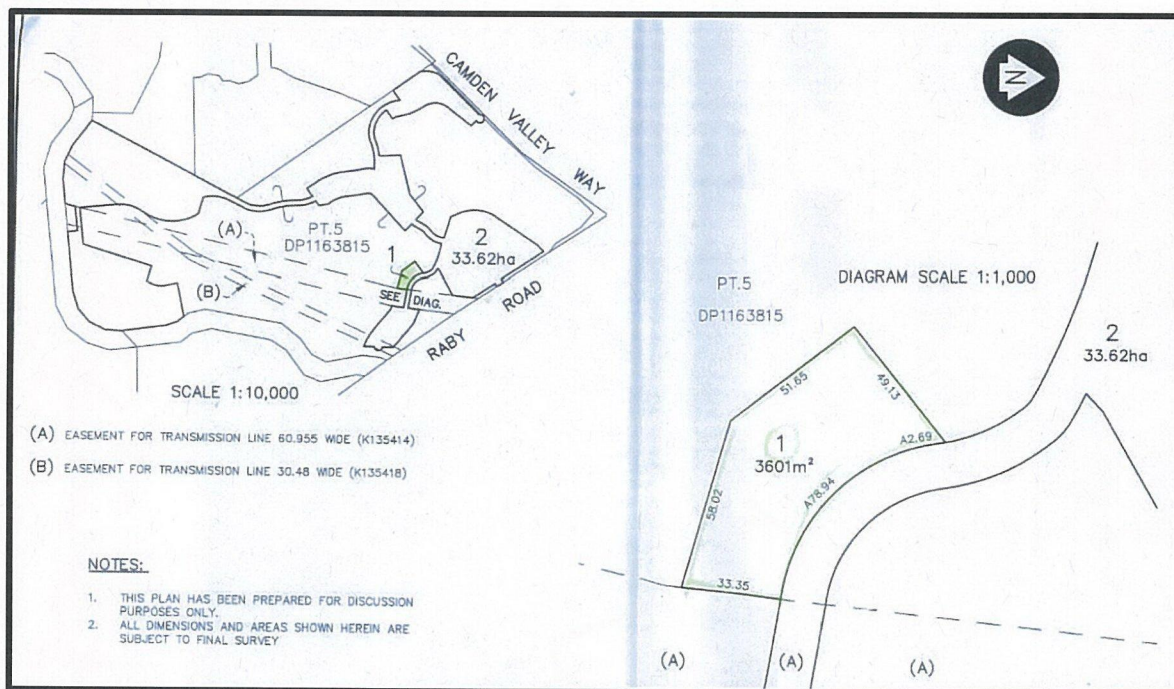 CAMDEN VALLEY WAY
(A)
PT.5
DP1163815
1
2
33.62ha
(B)
SEE DIAG.
RABY ROAD
SCALE 1:10,000
(A) EASEMENT FOR TRANSMISSION LINE 60.955 WIDE (K135414)
(B) EASEMENT FOR TRANSMISSION LINE 30.48 WIDE (K135418)
NOTES:
1. THIS PLAN HAS BEEN PREPARED FOR DISCUSSION
PURPOSES ONLY.
2. ALL DIMENSIONS AND AREAS SHOWN HEREIN ARE
SUBJECT TO FINAL SURVEY
N
DIAGRAM SCALE 1:1,000
PT.5
DP1163815
2
33.62ha
51.65
49.13
A2.69
1
3601m²
A78.94
58.02
33.35
(A)
(A)
(A)